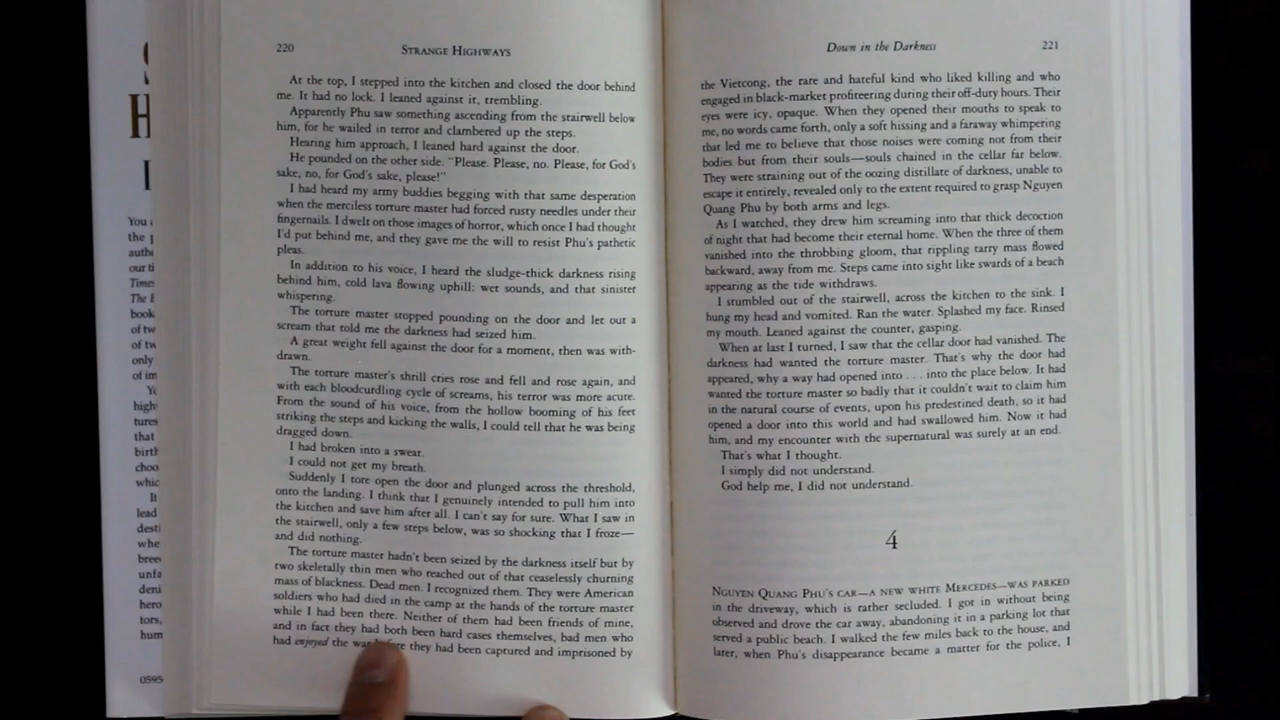 220
STRANGE HIGHWAYS
At the top, I stepped into the kitchen and closed the door behind
me. It had no lock. I leaned against it, trembling.
Apparently Phu saw something ascending from the stairwell below
him, for he wailed in terror and clambered up the steps.
Hearing him approach, I leaned hard against the door.
He pounded on the other side. "Please. Please, no. Please, for God's
sake, no, for God's sake, please!"
I had heard my army buddies begging with that same desperation
when the merciless torture master had forced rusty needles under their
fingernails. I dwelt on those images of horror, which once I had thought
I'd put behind me, and they gave me the will to resist Phu's pathetic
pleas.
In addition to his voice, I heard the sludge-thick darkness rising
behind him, cold lava flowing uphill: wet sounds, and that sinister
whispering.
The torture master stopped pounding on the door and let out a
scream that told me the darkness had seized him.
A great weight fell against the door for a moment, then was with-
drawn.
The torture master's shrill cries rose and fell and rose again, and
with each bloodcurdling cycle of screams, his terror was more acute.
From the sound of his voice, from the hollow booming of his feet
striking the steps and kicking the walls, I could tell that he was being
dragged down.
I had broken into a sweat.
I could not get my breath.
Suddenly I tore open the door and plunged across the threshold,
onto the landing. I think that I genuinely intended to pull him into
the kitchen and save him after all. I can't say for sure. What I saw in
the stairwell, only a few steps below, was so shocking that I froze—
and did nothing.
The torture master hadn't been seized by the darkness itself but by
two skeletally thin men who reached out of that ceaselessly churning
mass of blackness. Dead men. I recognized them. They were American
soldiers who had died in the camp at the hands of the torture master
while I had been there. Neither of them had been friends of mine,
and in fact they had both been hard cases themselves, bad men who
had enjoyed the war they had been captured and imprisoned by
Down in the Darkness
221
the Vietcong, the rare and hateful kind who liked killing and who
engaged in black-market profiteering during their off-duty hours. Their
eyes were icy, opaque. When they opened their mouths to speak to
me, no words came forth, only a soft hissing and a faraway whimpering
that led me to believe that those noises were coming not from their
bodies but from their souls—souls chained in the cellar far below.
They were straining out of the oozing distillate of darkness, unable to
escape it entirely, revealed only to the extent required to grasp Nguyen
Quang Phu by both arms and legs.
As I watched, they drew him screaming into that thick decoction
of night that had become their eternal home. When the three of them
vanished into the throbbing gloom, that rippling tarry mass flowed
backward, away from me. Steps came into sight like swards of a beach
appearing as the tide withdraws.
I stumbled out of the stairwell, across the kitchen to the sink. I
hung my head and vomited. Ran the water. Splashed my face. Rinsed
my mouth. Leaned against the counter, gasping.
When at last I turned, I saw that the cellar door had vanished. The
darkness had wanted the torture master. That's why the door had
appeared, why a way had opened into . . . into the place below. It had
wanted the torture master so badly that it couldn't wait to claim him
in the natural course of events, upon his predestined death, so it had
opened a door into this world and had swallowed him. Now it had
him, and my encounter with the supernatural was surely at an end.
That's what I thought.
I simply did not understand.
God help me, I did not understand.
4
NGUYEN QUANG PHU'S CAR—A NEW WHITE MERCEDES—WAS PARKED
in the driveway, which is rather secluded. I got in without being
observed and drove the car away, abandoning it in a parking lot that
served a public beach. I walked the few miles back to the house, and
later, when Phu's disappearance became a matter for the police, I
H
You
the
our
Times
The
book
of
of
only
of im
high
tures
that
birth
choo
whic
It
lead
desti
whe
bree
unfa
deni
hero
tors,
hum
0595